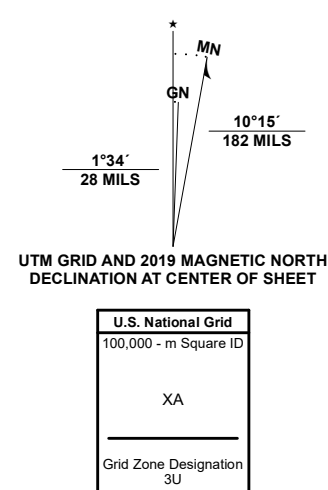 ★
MN
GN
10°15´
182 MILS
1°34´
28 MILS
UTM GRID AND 2019 MAGNETIC NORTH
DECLINATION AT CENTER OF SHEET
U.S. National Grid
100,000 - m Square ID
XA
Grid Zone Designation
3U